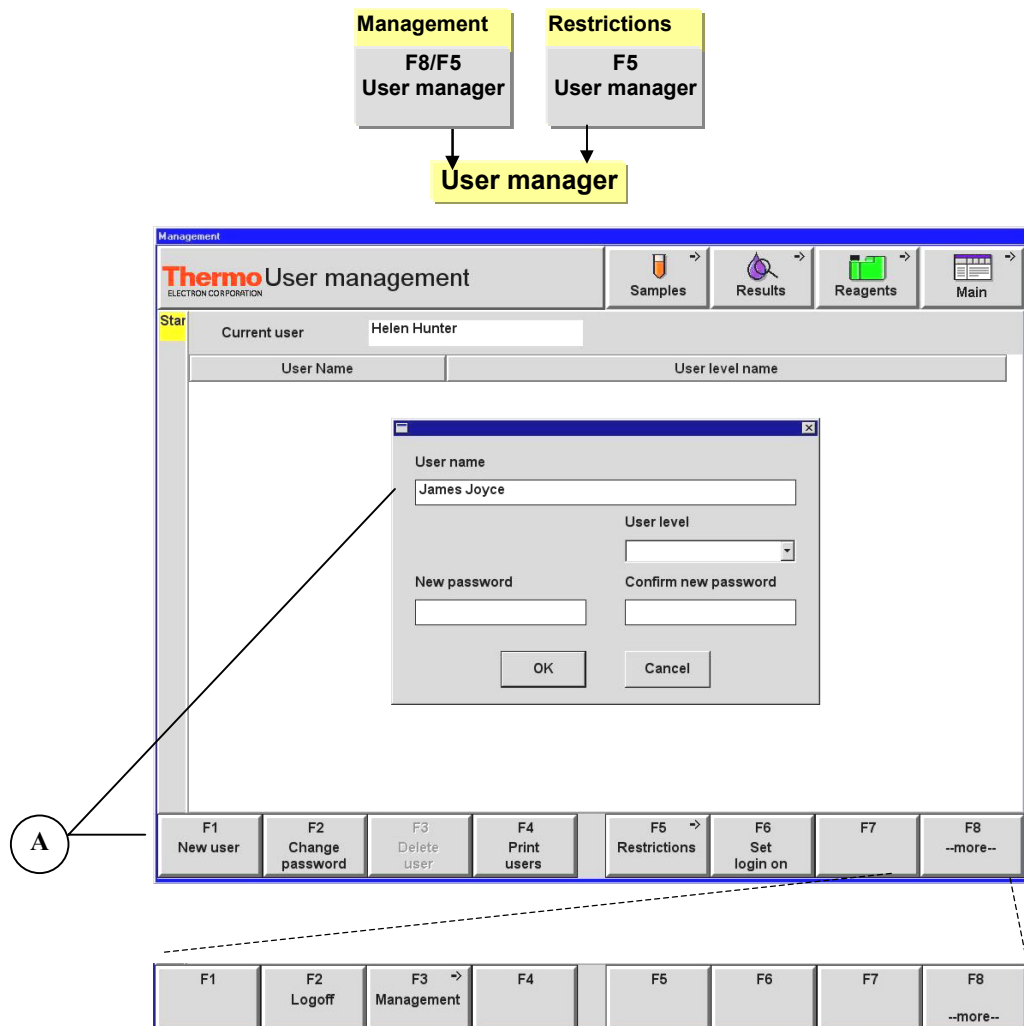 Management
F8/F5
User manager
Restrictions
F5
User manager
User manager
Management
Thermo
ELECTRON CORPORATION
User management
Samples
Results
Reagents
Main
Star
Current user
Helen Hunter
User Name
User level name
User name
James Joyce
User level
New password
Confirm new password
OK
Cancel
A
F1
New user
F2
Change
password
F3
Delete
user
F4
Print
users
F5
Restrictions
F6
Set
login on
F7
F8
--more--
F1
F2
Logoff
F3
Management
F4
F5
F6
F7
F8
--more--